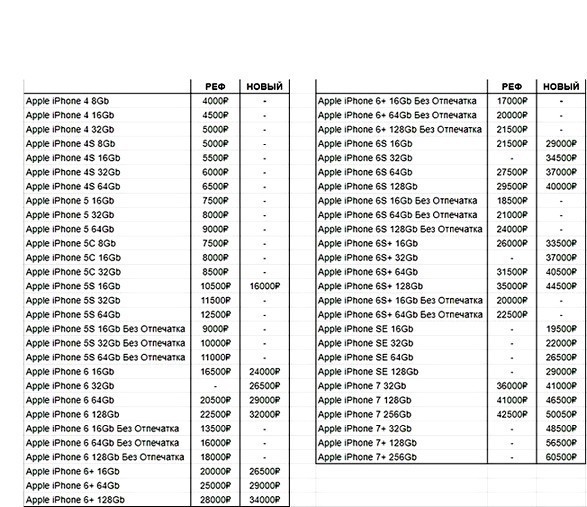 РЕФ НОВЫЙ
Apple iPhone 4 8Gb 4000₽ -
Apple iPhone 4 16Gb 4500₽ -
Apple iPhone 4 32Gb 5000₽ -
Apple iPhone 4S 8Gb 5000₽ -
Apple iPhone 4S 16Gb 5500₽ -
Apple iPhone 4S 32Gb 6000₽ -
Apple iPhone 4S 64Gb 6500₽ -
Apple iPhone 5 16Gb 7500₽ -
Apple iPhone 5 32Gb 8000₽ -
Apple iPhone 5 64Gb 9000₽ -
Apple iPhone 5C 8Gb 7500₽ -
Apple iPhone 5C 16Gb 8000₽ -
Apple iPhone 5C 32Gb 8500₽ -
Apple iPhone 5S 16Gb 10500₽ 16000₽
Apple iPhone 5S 32Gb 11500₽ -
Apple iPhone 5S 64Gb 12500₽ -
Apple iPhone 5S 16Gb Без Отпечатка 9000₽ -
Apple iPhone 5S 32Gb Без Отпечатка 10000₽ -
Apple iPhone 5S 64Gb Без Отпечатка 11000₽ -
Apple iPhone 6 16Gb 16500₽ 24000₽
Apple iPhone 6 32Gb - 26500₽
Apple iPhone 6 64Gb 20500₽ 29000₽
Apple iPhone 6 128Gb 22500₽ 32000₽
Apple iPhone 6 16Gb Без Отпечатка 13500₽ -
Apple iPhone 6 64Gb Без Отпечатка 16000₽ -
Apple iPhone 6 128Gb Без Отпечатка 18000₽ -
Apple iPhone 6+ 16Gb 20000₽ 26500₽
Apple iPhone 6+ 64Gb 25000₽ 29000₽
Apple iPhone 6+ 128Gb 28000₽ 34000₽
РЕФ НОВЫЙ
Apple iPhone 6+ 16Gb Без Отпечатка 17000₽ -
Apple iPhone 6+ 64Gb Без Отпечатка 20000₽ -
Apple iPhone 6+ 128Gb Без Отпечатка 21500₽ -
Apple iPhone 6S 16Gb 21500₽ 29000₽
Apple iPhone 6S 32Gb - 34500₽
Apple iPhone 6S 64Gb 27500₽ 37000₽
Apple iPhone 6S 128Gb 29500₽ 40000₽
Apple iPhone 6S 16Gb Без Отпечатка 18500₽ -
Apple iPhone 6S 64Gb Без Отпечатка 21000₽ -
Apple iPhone 6S 128Gb Без Отпечатка 24000₽ -
Apple iPhone 6S+ 16Gb 26000₽ 33500₽
Apple iPhone 6S+ 32Gb - 37000₽
Apple iPhone 6S+ 64Gb 31500₽ 40500₽
Apple iPhone 6S+ 128Gb 35000₽ 44500₽
Apple iPhone 6S+ 16Gb Без Отпечатка 20000₽ -
Apple iPhone 6S+ 64Gb Без Отпечатка 22500₽ -
Apple iPhone SE 16Gb - 19500₽
Apple iPhone SE 32Gb - 22000₽
Apple iPhone SE 64Gb - 26500₽
Apple iPhone SE 128Gb - 29000₽
Apple iPhone 7 32Gb 36000₽ 41000₽
Apple iPhone 7 128Gb 41000₽ 46500₽
Apple iPhone 7 256Gb 42500₽ 50050₽
Apple iPhone 7+ 32Gb - 48500₽
Apple iPhone 7+ 128Gb - 56500₽
Apple iPhone 7+ 256Gb - 60500₽